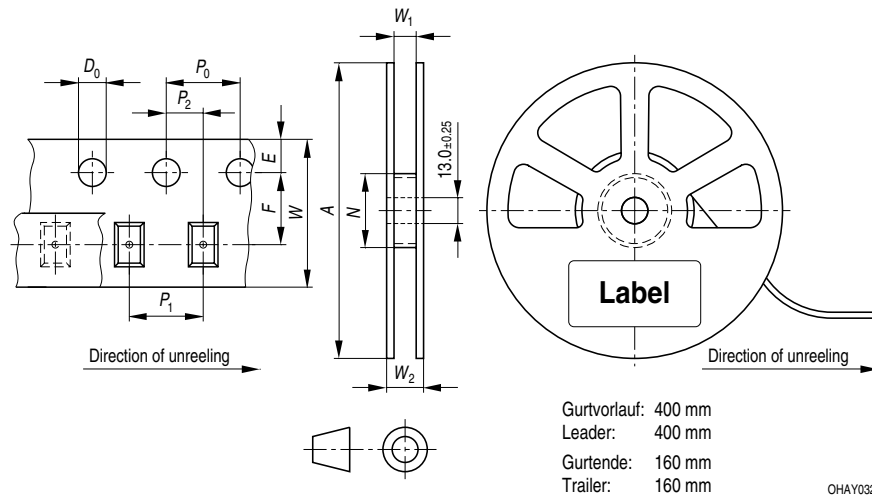 W1
D0
P0
P2
E
F
W
A
N
13.0±0.25
P1
W2
Label
Direction of unreeling
Direction of unreeling
Gurtvorlauf: 400 mm
Leader: 400 mm
Gurtende: 160 mm
Trailer: 160 mm